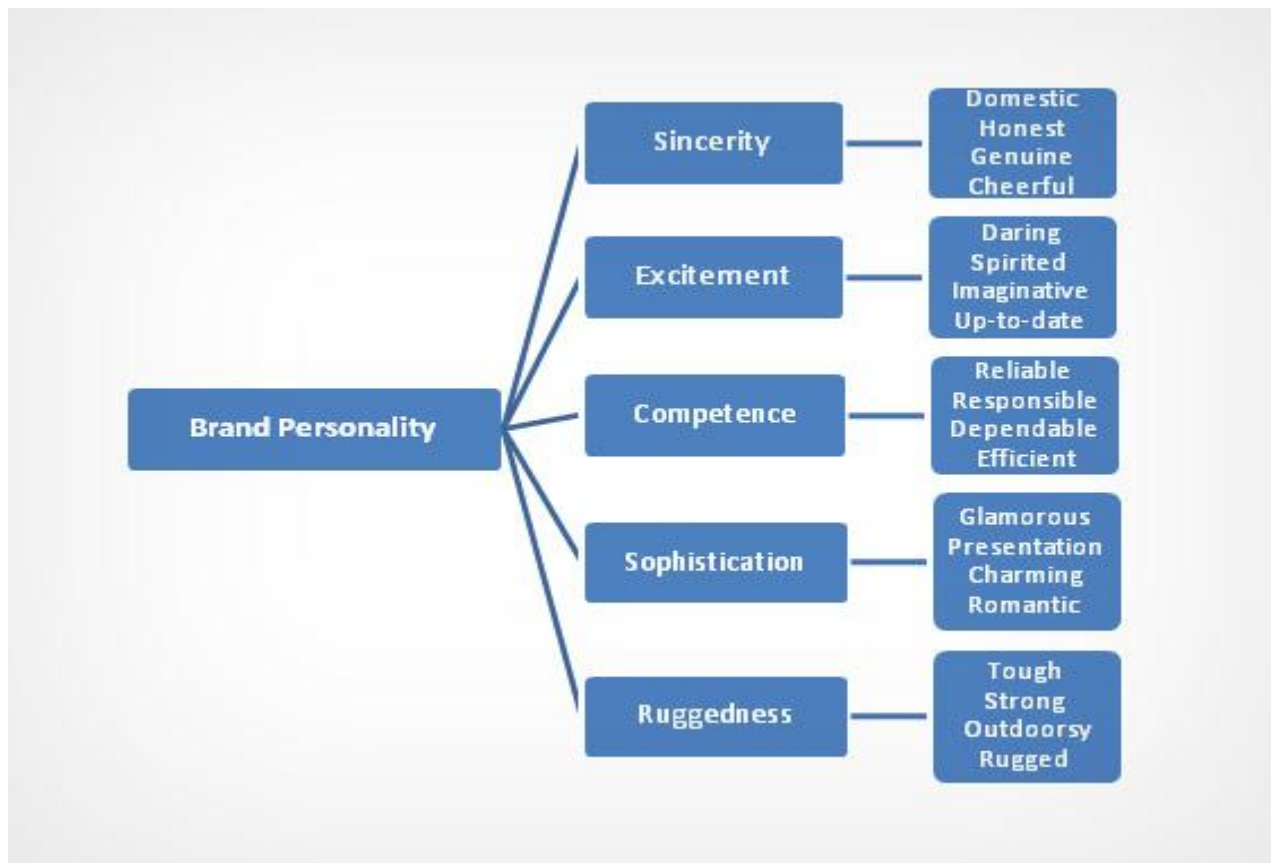 Brand Personality
Sincerity
Domestic
Honest
Genuine
Cheerful
Excitement
Daring
Spirited
Imaginative
Up-to-date
Competence
Reliable
Responsible
Dependable
Efficient
Sophistication
Glamorous
Presentation
Charming
Romantic
Ruggedness
Tough
Strong
Outdoorsy
Rugged